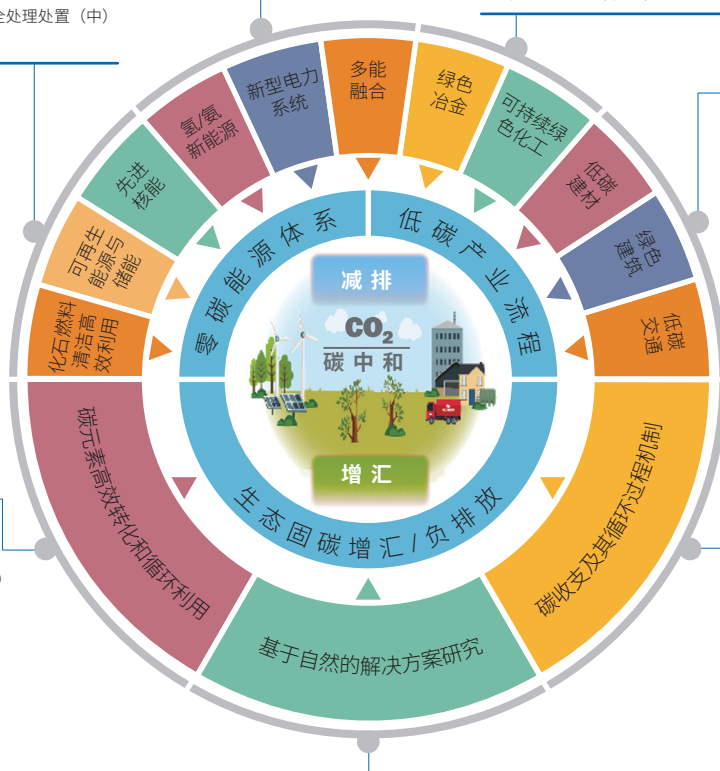 全处理处置（中）
新型电力
系统
多能
融合
绿色
冶金
氢/氨
新能源
可持续绿
色化工
先进
核能
低碳
建材
可再生
能源与
储能
绿色
建筑
化石燃料
清洁高
效利用
低碳
交通
零碳能源体系
低碳产业流程
减排
CO₂
碳中和
增汇
生态固碳增汇/负排放
碳元素高效转化和循环利用
碳收支及其循环过程机制
基于自然的解决方案研究